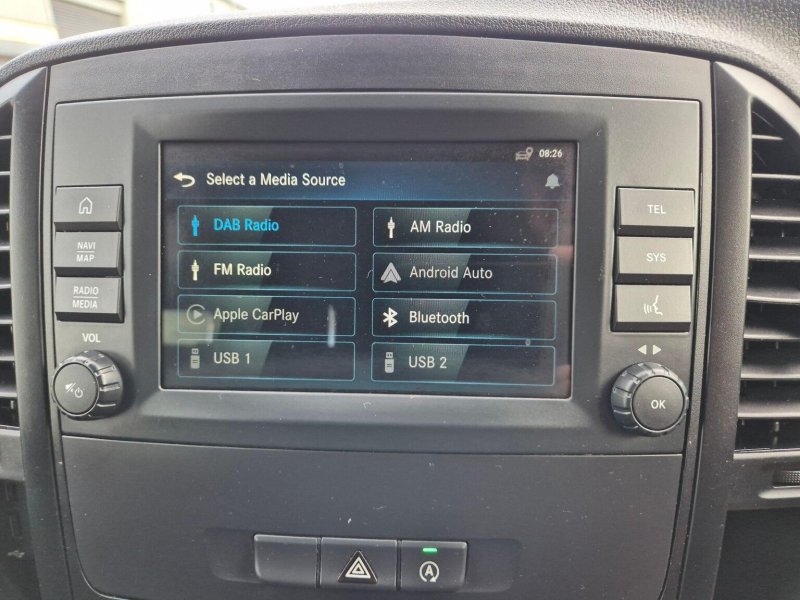 08:26
Select a Media Source
DAB Radio
AM Radio
FM Radio
Android Auto
Apple CarPlay
Bluetooth
USB 1
USB 2
NAVI
MAP
RADIO
MEDIA
VOL
TEL
SYS
OK
A